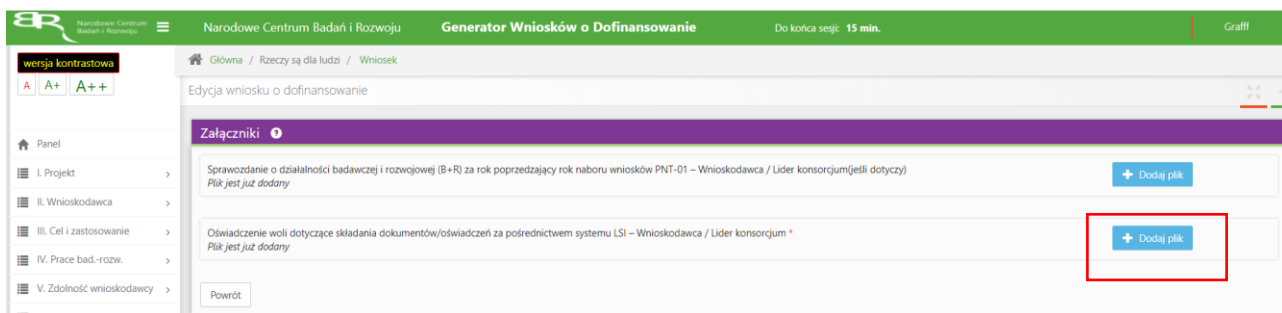 Narodowe Centrum
Badań i Rozwoju
Narodowe Centrum Badań i Rozwoju
Generator Wniosków o Dofinansowanie
Do końca sesji: 15 min.
Grafff
wersja kontrastowa
A A+ A++
Główna / Rzeczy są dla ludzi / Wniosek
Edycja wniosku o dofinansowanie
Panel
I. Projekt
II. Wnioskodawca
III. Cel i zastosowanie
IV. Prace bad.-rozw.
V. Zdolność wnioskodawcy
Załączniki
Sprawozdanie o działalności badawczej i rozwojowej (B+R) za rok poprzedzający rok naboru wniosków PNT-01 – Wnioskodawca / Lider konsorcjum(jeśli dotyczy)
Plik jest już dodany
+ Dodaj plik
Oświadczenie woli dotyczące składania dokumentów/oświadczeń za pośrednictwem systemu LSI – Wnioskodawca / Lider konsorcjum *
Plik jest już dodany
+ Dodaj plik
Powrót